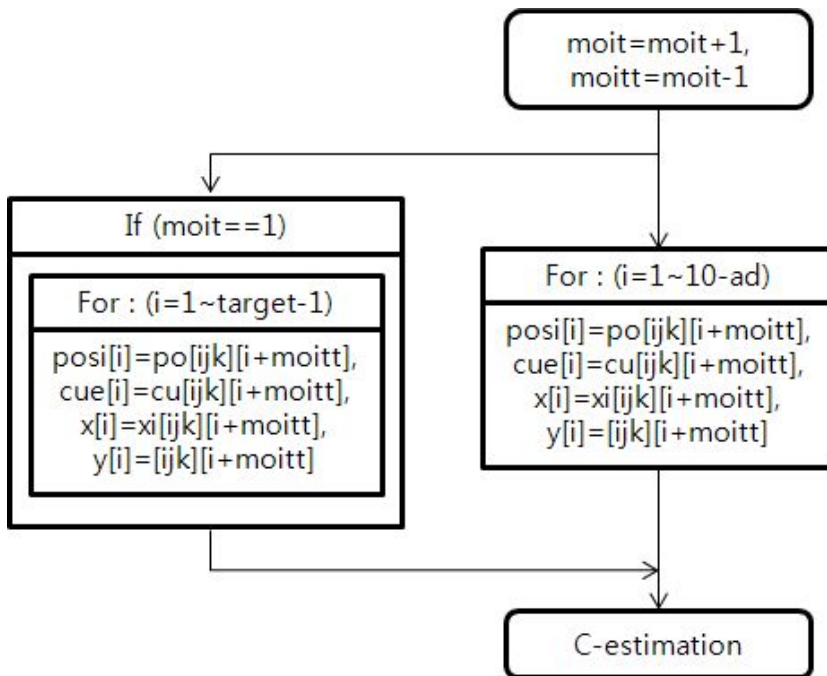 moit=moit+1,
moitt=moit-1
If (moit==1)
For : (i=1~target-1)
posi[i]=po[ijk][i+moitt],
cue[i]=cu[ijk][i+moitt],
x[i]=xi[ijk][i+moitt],
y[i]=[ijk][i+moitt]
For : (i=1~10-ad)
posi[i]=po[ijk][i+moitt],
cue[i]=cu[ijk][i+moitt],
x[i]=xi[ijk][i+moitt],
y[i]=[ijk][i+moitt]
C-estimation